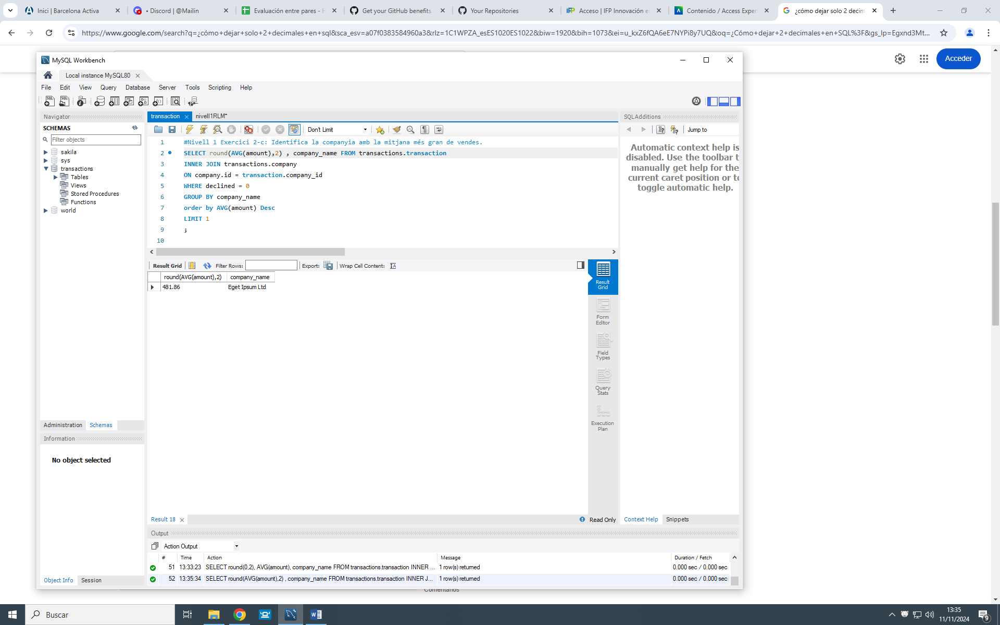 Inici | Barcelona Activa
• Discord | @Mailin
Evaluación entre pares - H
Get your GitHub benefits
Your Repositories
Acceso | IFP Innovación e
Contenido / Access Exper
¿cómo dejar solo 2 decim
https://www.google.com/search?q=¿cómo+dejar+solo+2+decimales+en+sql&sca_esv=a07f0383584960a3&rlz=1C1WPZA_esES1020ES1022&biw=1920&bih=1073&ei=u_kxZ6fQA6eE7NYPi8y7UQ&oq=¿Cómo+dejar+2+decimales+en+SQL%3F&gs_lp=Egxnd3Mt...
Acceder
MySQL Workbench
Local instance MySQL80
File Edit View Query Database Server Tools Scripting Help
Navigator
SCHEMAS
Filter objects
sakila
sys
transactions
Tables
Views
Stored Procedures
Functions
world
Administration Schemas
Information
No object selected
Object Info Session
transaction
nivell1RLM*
Don't Limit
1 #Nivell 1 Exercici 2-c: Identifica la companyia amb la mitjana més gran de vendes.
2 SELECT round(AVG(amount),2) , company_name FROM transactions.transaction
3 INNER JOIN transactions.company
4 ON company.id = transaction.company_id
5 WHERE declined = 0
6 GROUP BY company_name
7 order by AVG(amount) Desc
8 LIMIT 1
9 ;
10
Result Grid Filter Rows: Export: Wrap Cell Content:
round(AVG(amount),2) company_name
481.86 Eget Ipsum Ltd
Result Grid
Form Editor
Field Types
Query Stats
Execution Plan
Result 18
Read Only
SQLAdditions
Jump to
Automatic context help is
disabled. Use the toolbar t
manually get help for the
current caret position or to
toggle automatic help.
Context Help Snippets
Output
Action Output
# Time Action Message Duration / Fetch
51 13:33:23 SELECT round(0,2), AVG(amount), company_name FROM transactions.transaction INNER ... 1 row(s) returned 0.000 sec / 0.000 sec
52 13:35:34 SELECT round(AVG(amount),2) , company_name FROM transactions.transaction INNER J... 1 row(s) returned 0.000 sec / 0.000 sec
Comentarios
Buscar
13:35
11/11/2024
9